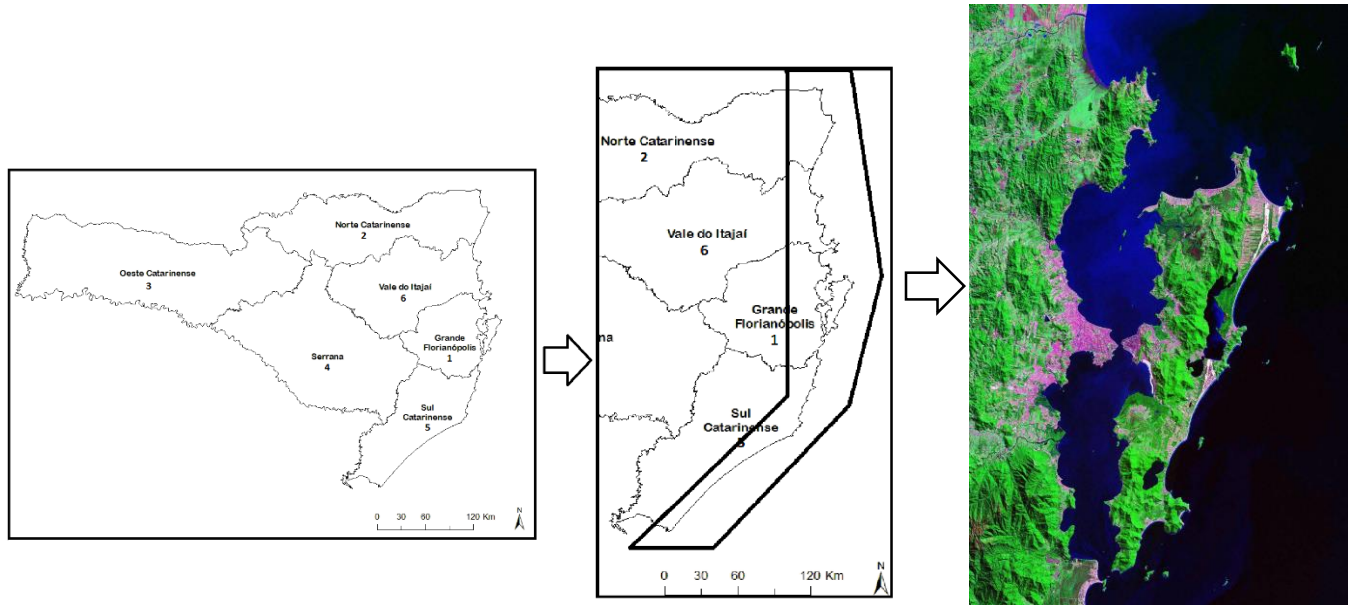 Norte Catarinense
2
Oeste Catarinense
3
Vale do Itajaí
6
Grande
Florianópolis
1
Serrana
4
Sul
Catarinense
5
0 30 60 120 Km
N
Norte Catarinense
2
Vale do Itajaí
6
Grande
Florianópolis
1
na
Sul
Catarinense
5
N
0 30 60 120 Km